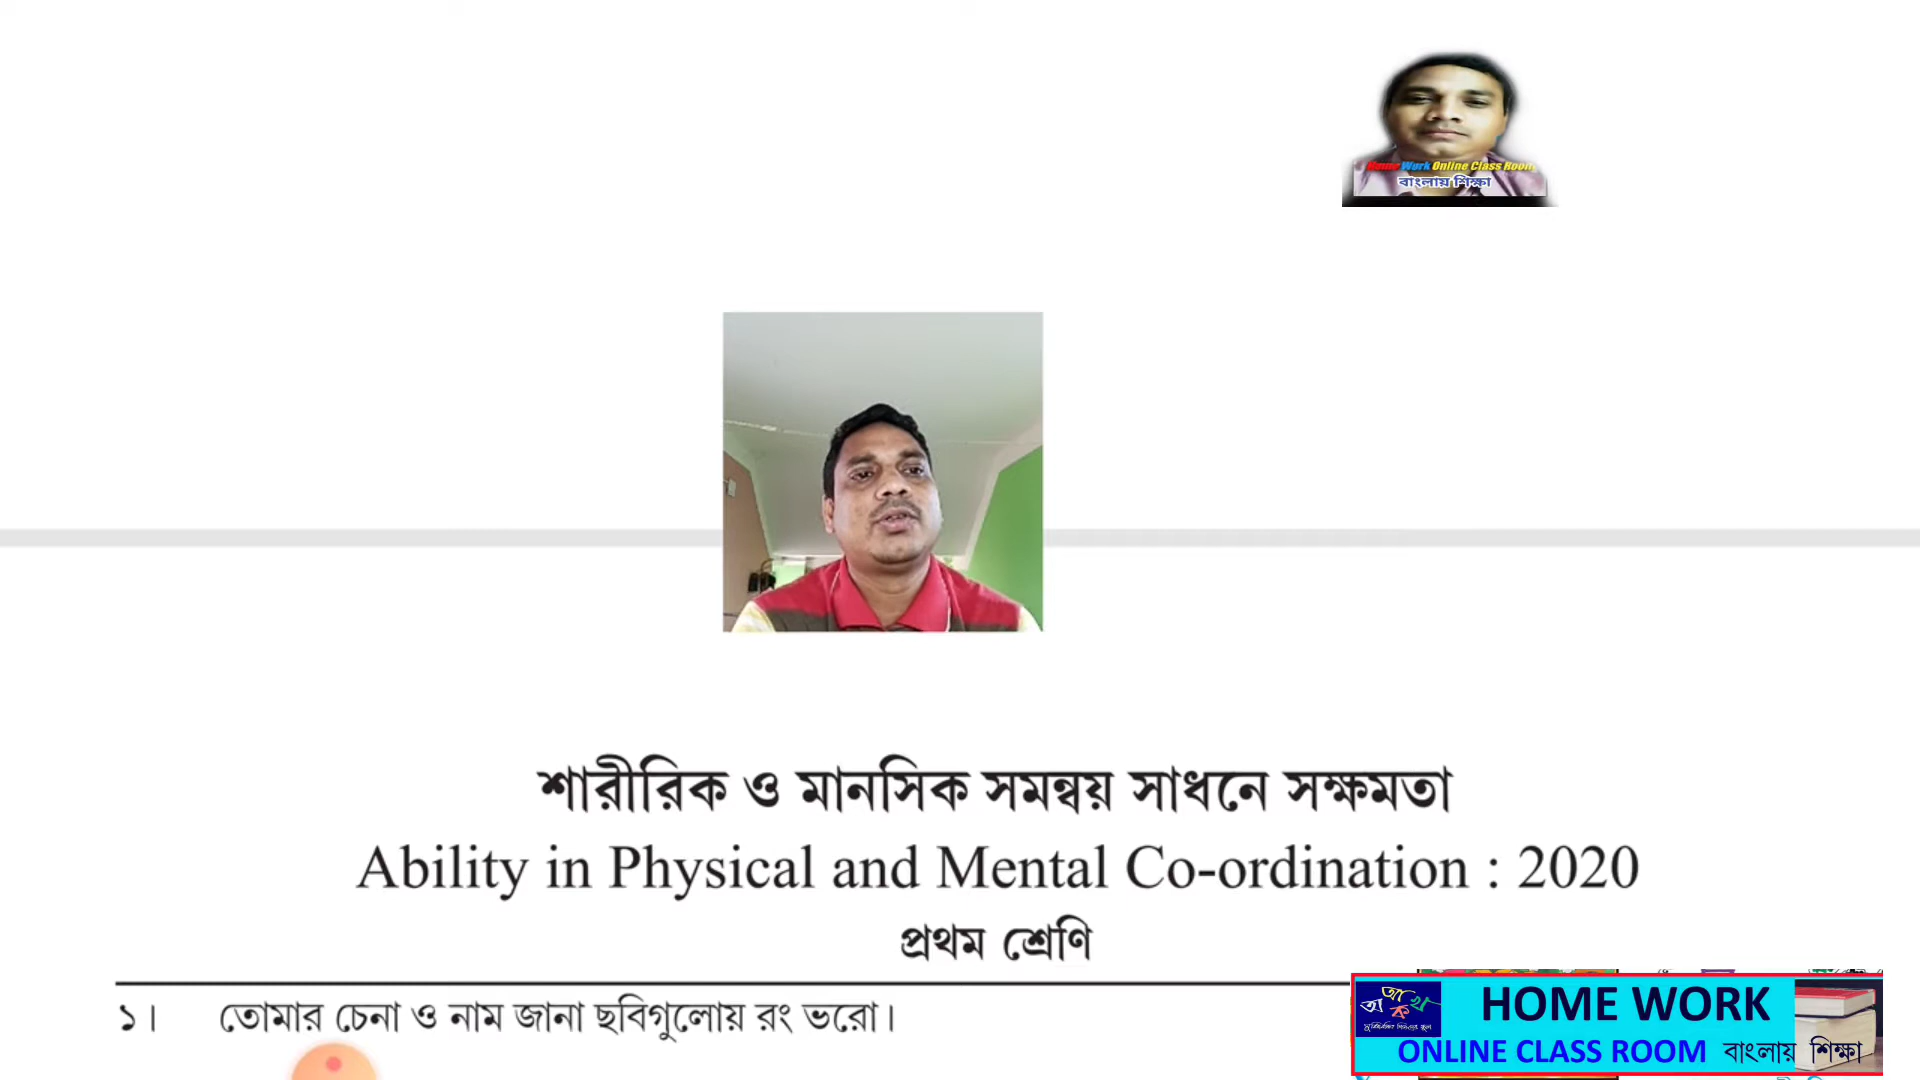 Home Work Online Class Room
বাংলায় শিক্ষা
শারীরিক ও মানসিক সমন্বয় সাধনে সক্ষমতা
Ability in Physical and Mental Co-ordination : 2020
প্রথম শ্রেণি
১। তোমার চেনা ও নাম জানা ছবিগুলোয় রং ভরো।
অ আ ক খ
HOME WORK
ONLINE CLASS ROOM বাংলায় শিক্ষা